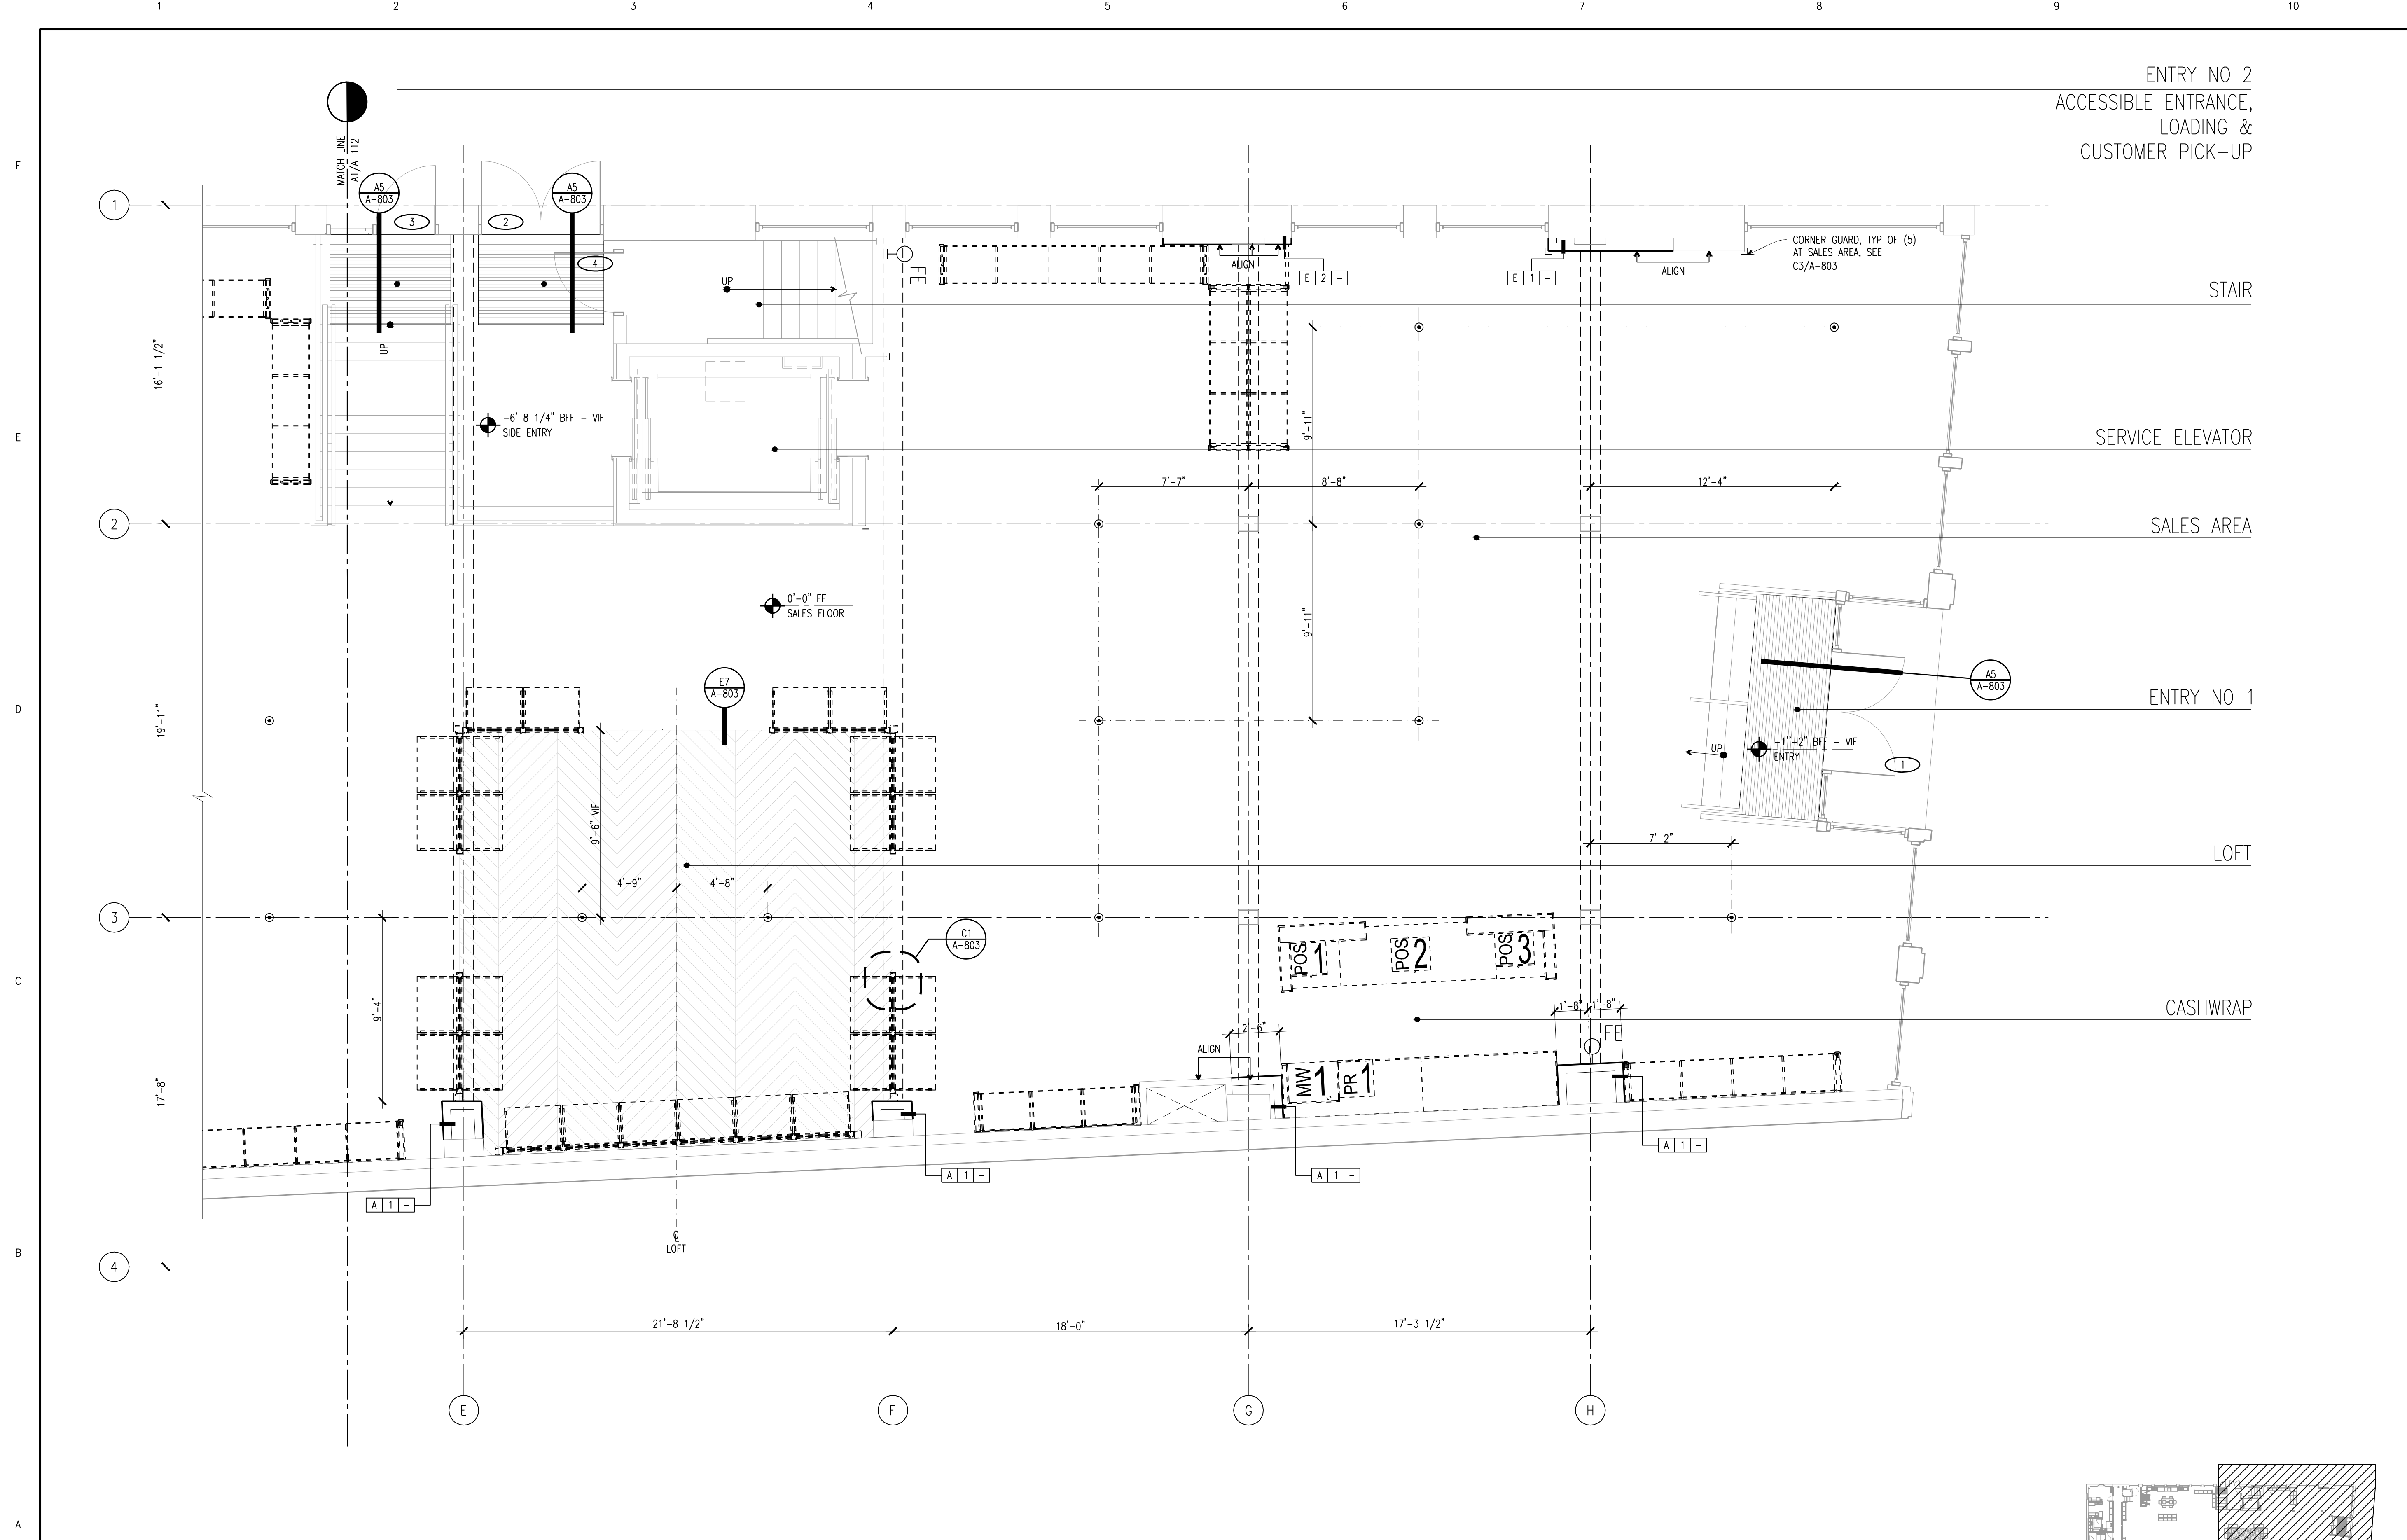 1 2 3 4 5 6 7 8 9 10
ENTRY NO 2
ACCESSIBLE ENTRANCE,
LOADING &
CUSTOMER PICK-UP
MATCH LINE
A1/A-112
F
A5
A-803
A5
A-803
1
3
2
4
CORNER GUARD, TYP OF (5)
AT SALES AREA, SEE
C3/A-803
ALIGN
ALIGN
E 2 -
E 1 -
FE
UP
STAIR
UP
16'-1 1/2"
-6' 8 1/4" BFF - VIF
SIDE ENTRY
E
9'-11"
SERVICE ELEVATOR
7'-7"
8'-8"
12'-4"
2
SALES AREA
0'-0" FF
SALES FLOOR
9'-11"
E7
A-803
A5
A-803
D
19'-11"
ENTRY NO 1
UP
-1"-2" BFF - VIF
ENTRY
1
9'-6" VIF
7'-2"
LOFT
4'-9"
4'-8"
3
C1
A-803
POS 1
POS 2
POS 3
C
9'-4"
1'-8"
1'-8"
CASHWRAP
2'-6"
FE
ALIGN
MW 1
PR 1
17'-8"
A 1 -
A 1 -
A 1 -
A 1 -
℄
LOFT
B
4
21'-8 1/2"
18'-0"
17'-3 1/2"
E
F
G
H
A